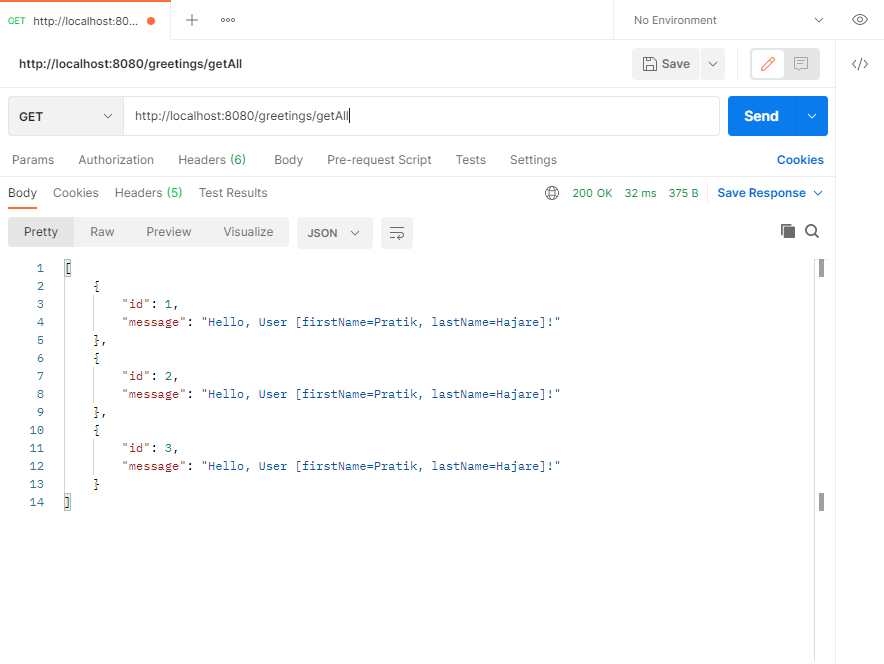 GET http://localhost:80... No Environment
http://localhost:8080/greetings/getAll Save
GET http://localhost:8080/greetings/getAll Send
Params Authorization Headers (6) Body Pre-request Script Tests Settings Cookies
Body Cookies Headers (5) Test Results 200 OK 32 ms 375 B Save Response
Pretty Raw Preview Visualize JSON
1 [
2 {
3 "id": 1,
4 "message": "Hello, User [firstName=Pratik, lastName=Hajare]!"
5 },
6 {
7 "id": 2,
8 "message": "Hello, User [firstName=Pratik, lastName=Hajare]!"
9 },
10 {
11 "id": 3,
12 "message": "Hello, User [firstName=Pratik, lastName=Hajare]!"
13 }
14 ]